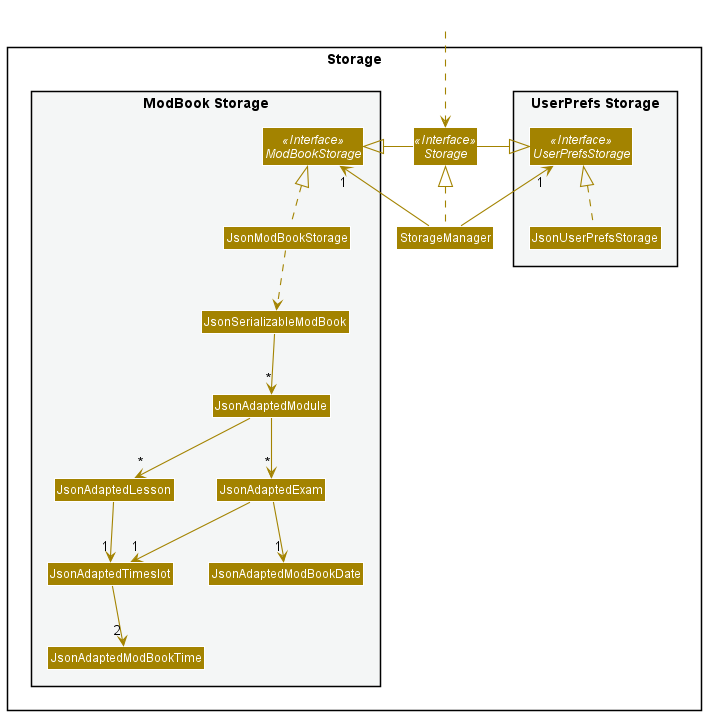 Storage
ModBook Storage
UserPrefs Storage
«Interface»
ModBookStorage
«Interface»
Storage
«Interface»
UserPrefsStorage
1
1
JsonModBookStorage
StorageManager
JsonUserPrefsStorage
JsonSerializableModBook
*
JsonAdaptedModule
*
*
JsonAdaptedLesson
JsonAdaptedExam
1
1
1
JsonAdaptedTimeslot
JsonAdaptedModBookDate
2
JsonAdaptedModBookTime